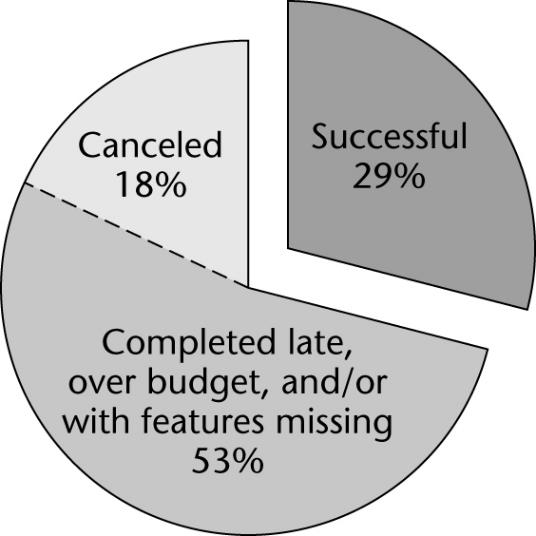 Canceled
18%
Successful
29%
Completed late,
over budget, and/or
with features missing
53%